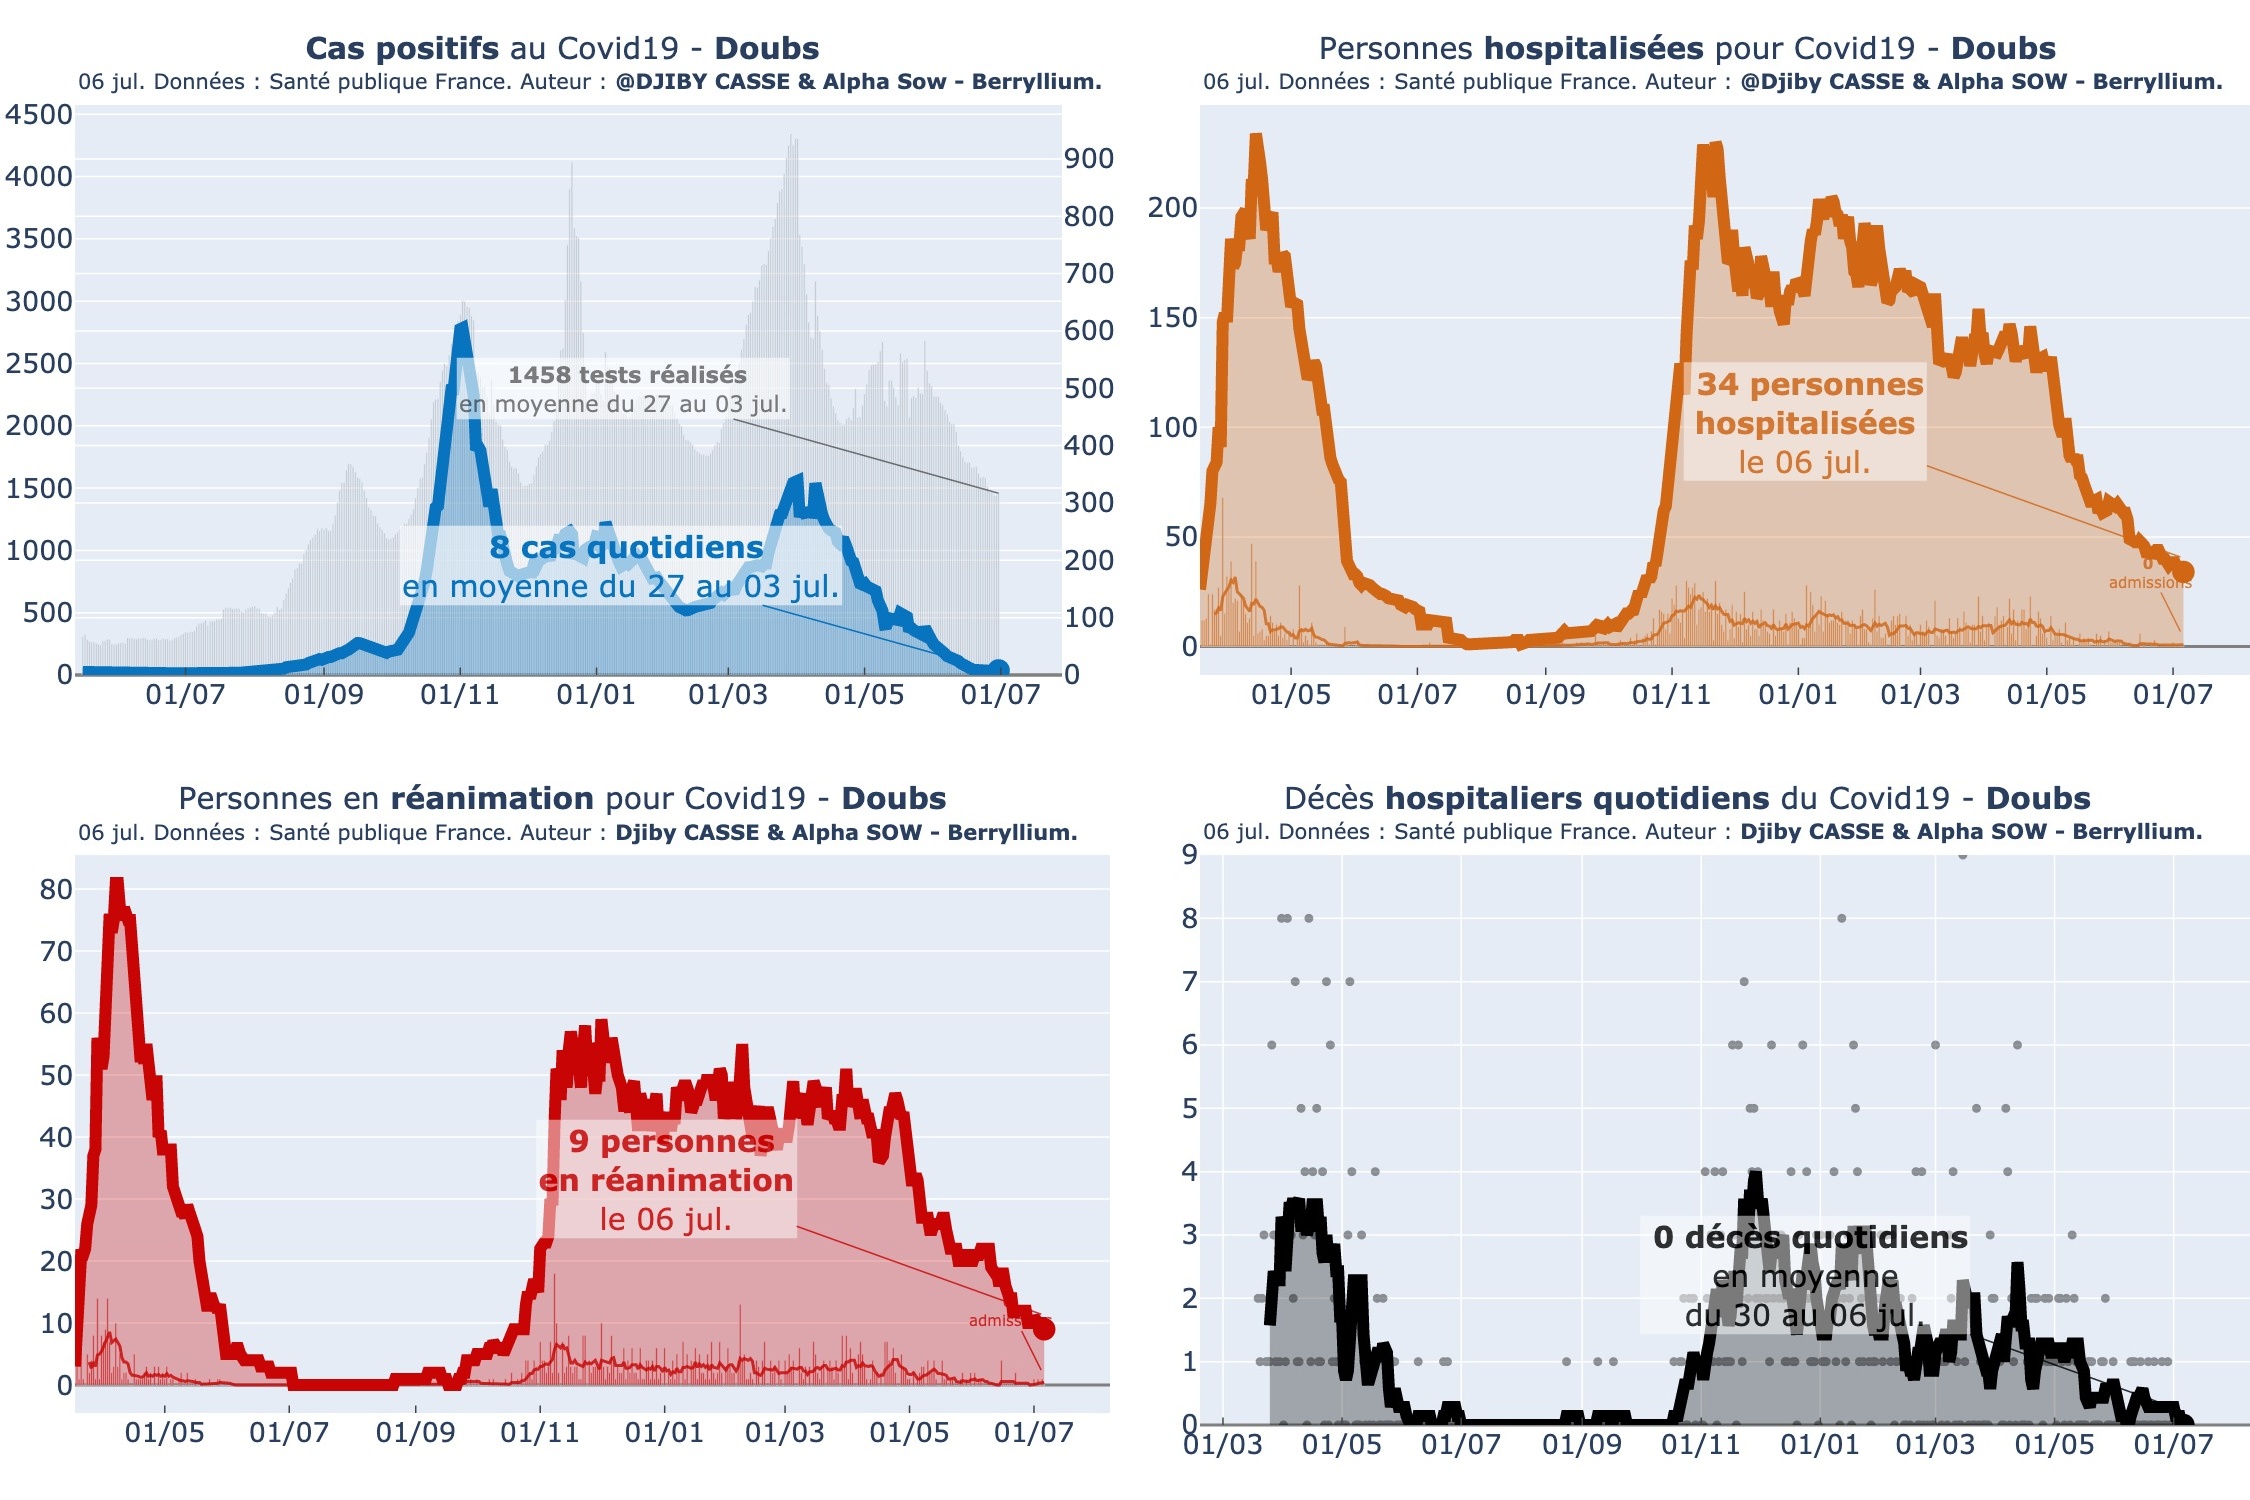 Cas positifs au Covid19 - Doubs
06 jul. Données : Santé publique France. Auteur : @DJIBY CASSE & Alpha Sow - Berryllium.
4500
4000
3500
3000
2500
2000
1500
1000
500
0
900
800
700
600
500
400
300
200
100
0
1458 tests réalisés
en moyenne du 27 au 03 jul.
8 cas quotidiens
en moyenne du 27 au 03 jul.
01/07 01/09 01/11 01/01 01/03 01/05 01/07
Personnes hospitalisées pour Covid19 - Doubs
06 jul. Données : Santé publique France. Auteur : @Djiby CASSE & Alpha SOW - Berryllium.
200
150
100
50
0
34 personnes
hospitalisées
le 06 jul.
0
admissions
01/05 01/07 01/09 01/11 01/01 01/03 01/05 01/07
Personnes en réanimation pour Covid19 - Doubs
06 jul. Données : Santé publique France. Auteur : Djiby CASSE & Alpha SOW - Berryllium.
80
70
60
50
40
30
20
10
0
9 personnes
en réanimation
le 06 jul.
01/05 01/07 01/09 01/11 01/01 01/03 01/05 01/07
Décès hospitaliers quotidiens du Covid19 - Doubs
06 jul. Données : Santé publique France. Auteur : Djiby CASSE & Alpha SOW - Berryllium.
9
8
7
6
5
4
3
2
1
0
0 décès quotidiens
en moyenne
du 30 au 06 jul.
01/03 01/05 01/07 01/09 01/11 01/01 01/03 01/05 01/07